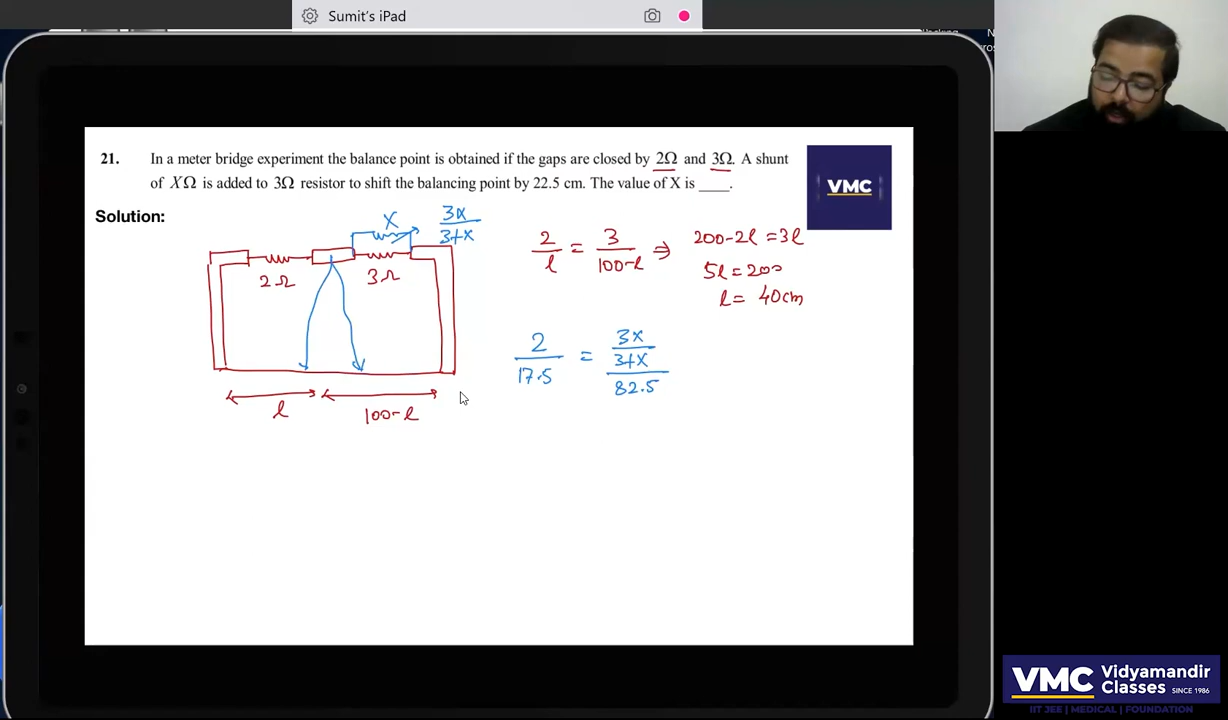 Sumit's iPad
21. In a meter bridge experiment the balance point is obtained if the gaps are closed by 2Ω and 3Ω. A shunt
of XΩ is added to 3Ω resistor to shift the balancing point by 22.5 cm. The value of X is ____.
VMC
Solution:
X
3x/3+x
2Ω
3Ω
l
100-l
2/l = 3/100-l ⇒ 200-2l = 3l
5l = 200
l = 40cm
2/17.5 = 3x/3+x/82.5
VMC Vidyamandir Classes SINCE 1986
IIT JEE | MEDICAL | FOUNDATION